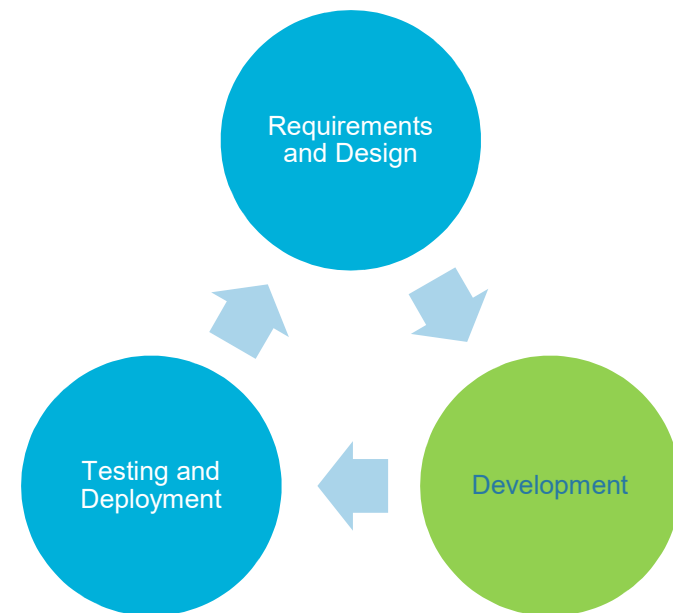 Requirements
and Design
Testing and
Deployment
Development